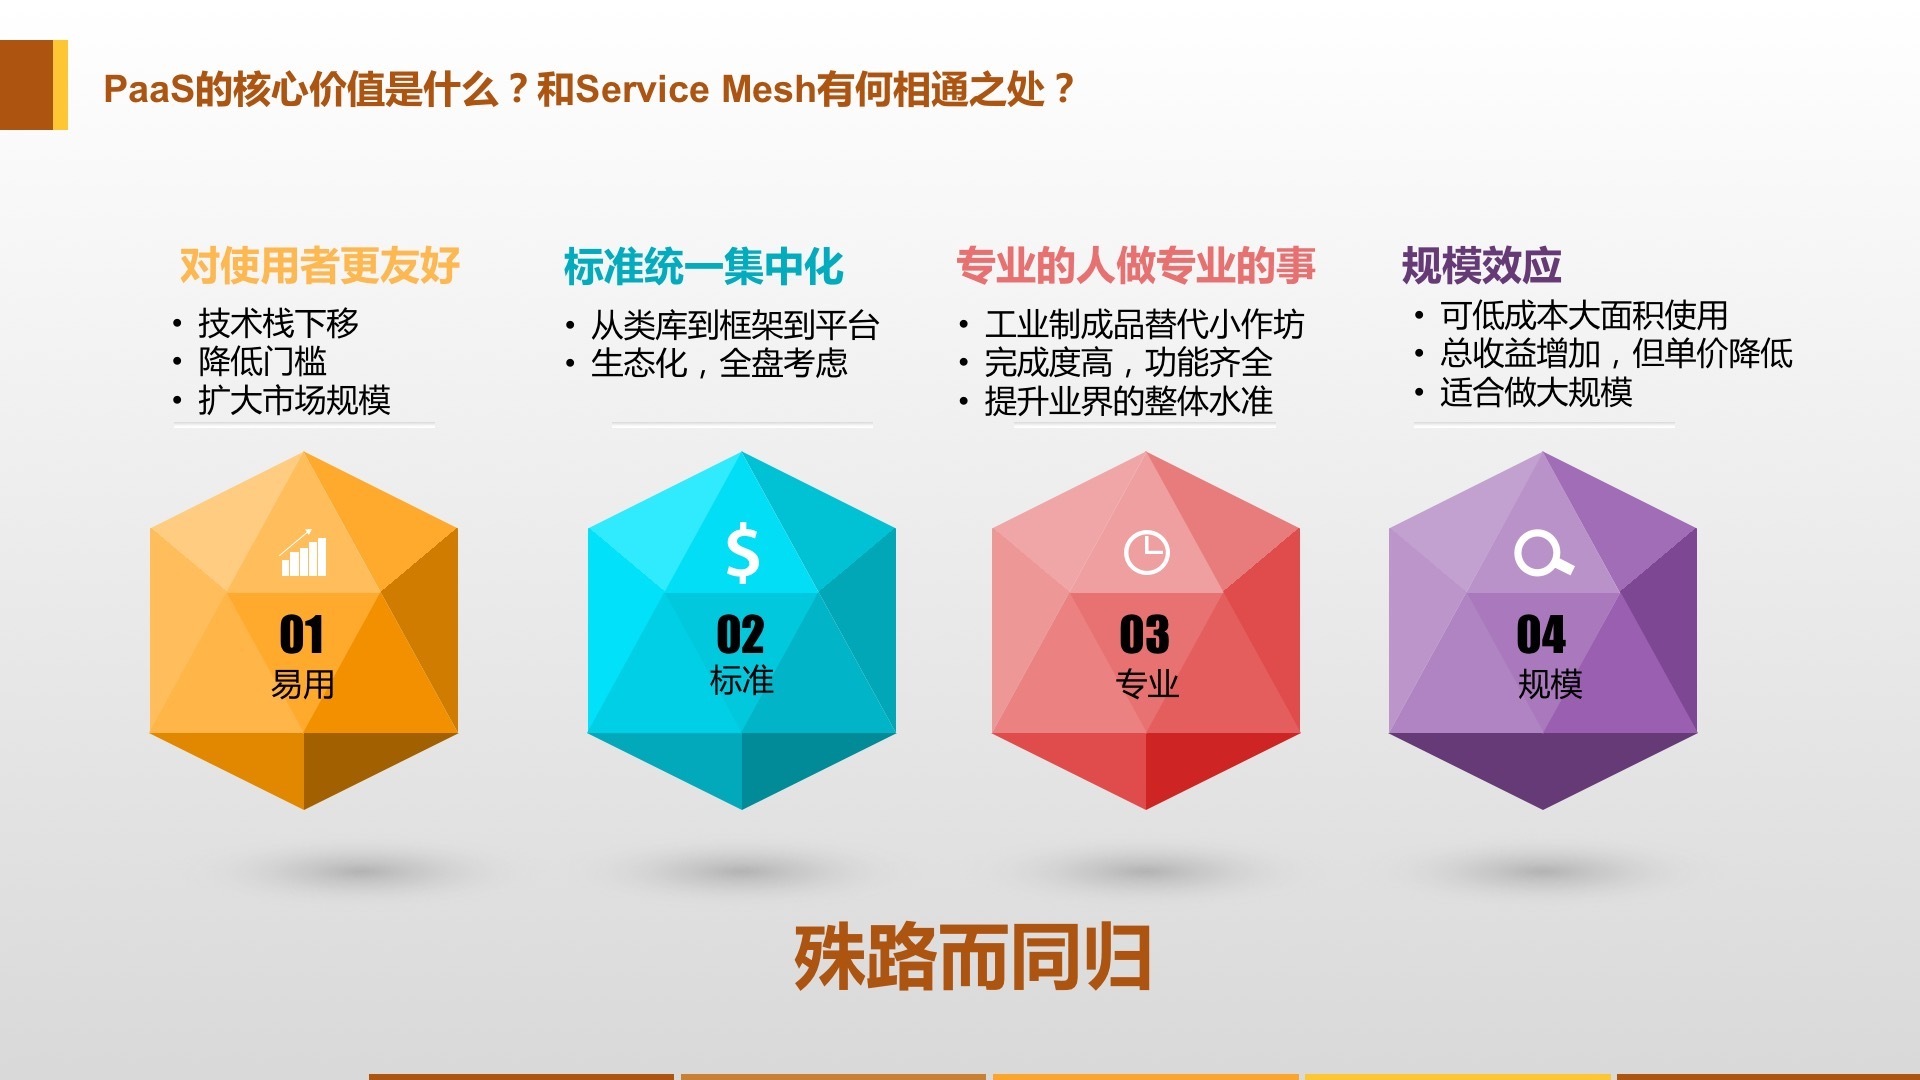 PaaS的核心价值是什么？和Service Mesh有何相通之处？
对使用者更友好
• 技术栈下移
• 降低门槛
• 扩大市场规模
标准统一集中化
• 从类库到框架到平台
• 生态化，全盘考虑
专业的人做专业的事
• 工业制成品替代小作坊
• 完成度高，功能齐全
• 提升业界的整体水准
规模效应
• 可低成本大面积使用
• 总收益增加，但单价降低
• 适合做大规模
01
易用
$
02
标准
03
专业
04
规模
殊路而同归